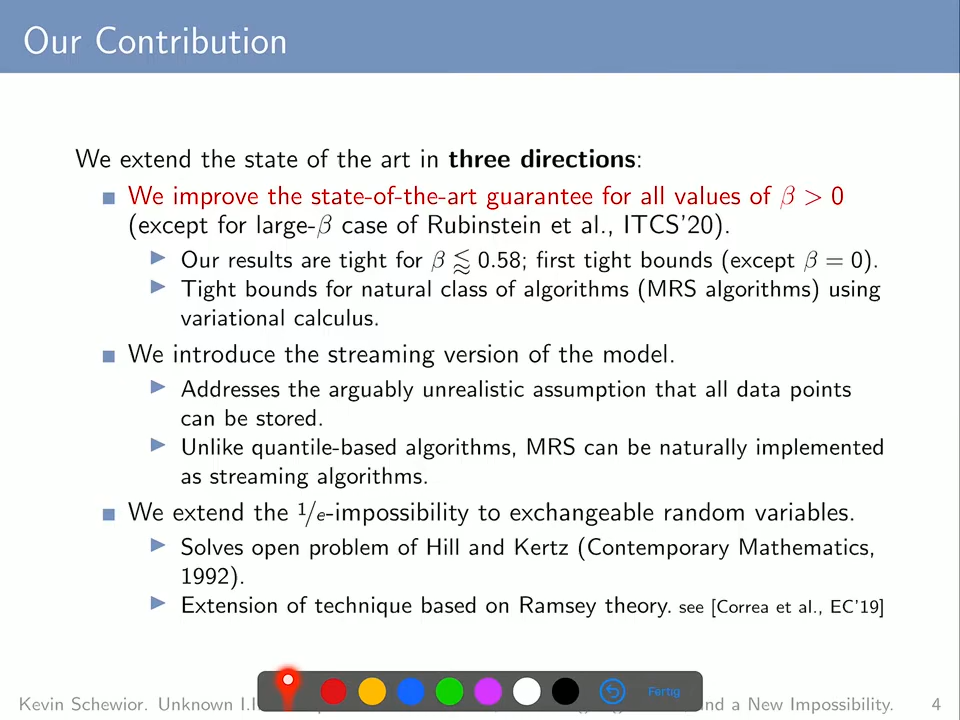 Our Contribution
We extend the state of the art in three directions:
We improve the state-of-the-art guarantee for all values of β > 0
(except for large-β case of Rubinstein et al., ITCS'20).
Our results are tight for β ⪅ 0.58; first tight bounds (except β = 0).
Tight bounds for natural class of algorithms (MRS algorithms) using
variational calculus.
We introduce the streaming version of the model.
Addresses the arguably unrealistic assumption that all data points
can be stored.
Unlike quantile-based algorithms, MRS can be naturally implemented
as streaming algorithms.
We extend the 1/e-impossibility to exchangeable random variables.
Solves open problem of Hill and Kertz (Contemporary Mathematics,
1992).
Extension of technique based on Ramsey theory. see [Correa et al., EC'19]
Fertig
Kevin Schewior. Unknown and a New Impossibility. 4